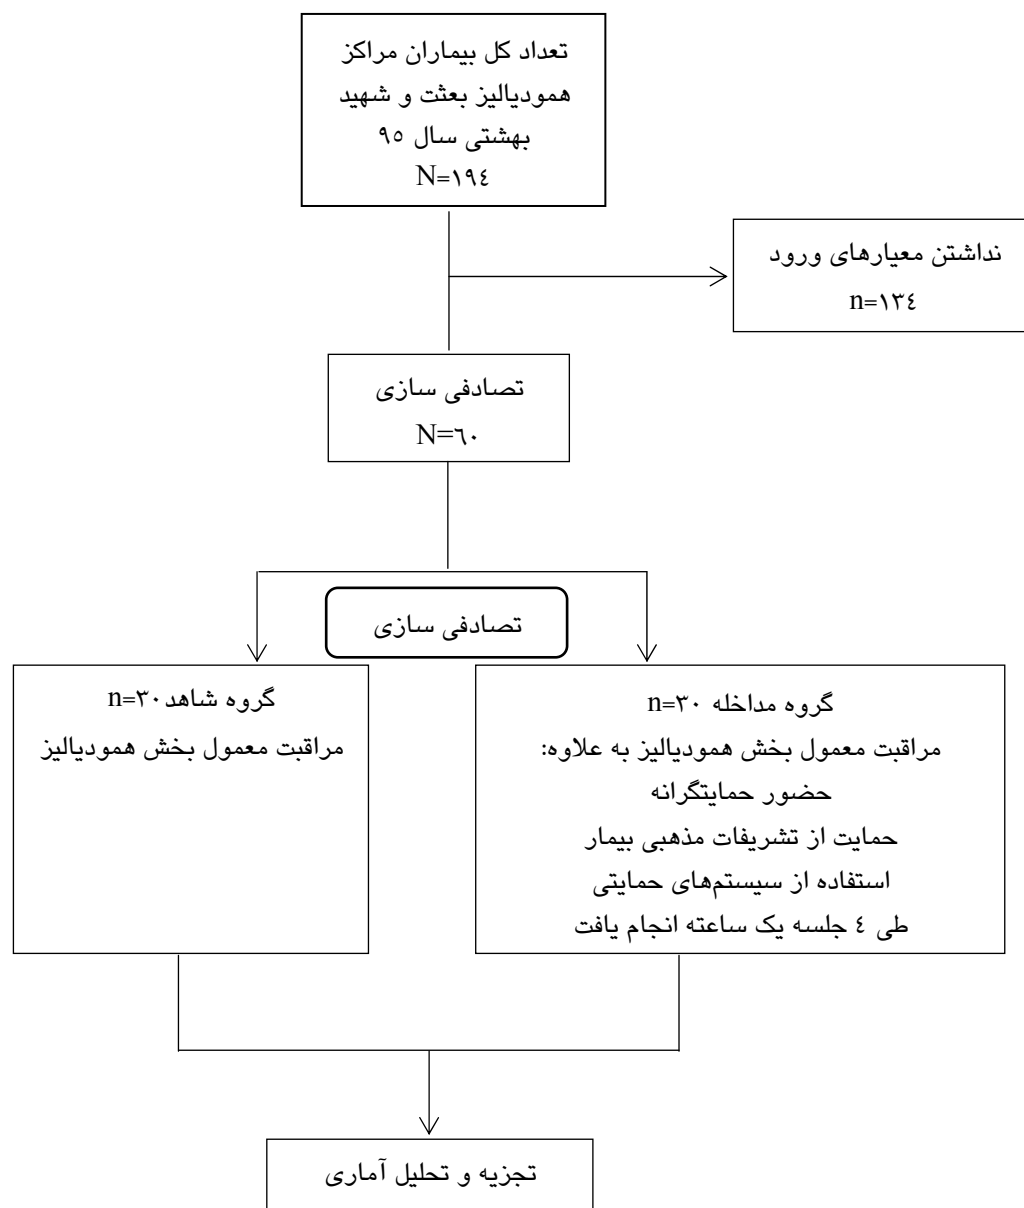 تعداد کل بیماران مراکز
همودیالیز بعثت و شهید
بهشتی سال ۹۵
N=۱۹٤
نداشتن معیارهای ورود
n=۱۳٤
تصادفی سازی
N=٦۰
تصادفی سازی
گروه مداخله n=۳۰
مراقبت معمول بخش همودیالیز به علاوه:
حضور حمایتگرانه
حمایت از تشریفات مذهبی بیمار
استفاده از سیستم‌های حمایتی
طی ٤ جلسه یک ساعته انجام یافت
گروه شاهد n=۳۰
مراقبت معمول بخش همودیالیز
تجزیه و تحلیل آماری